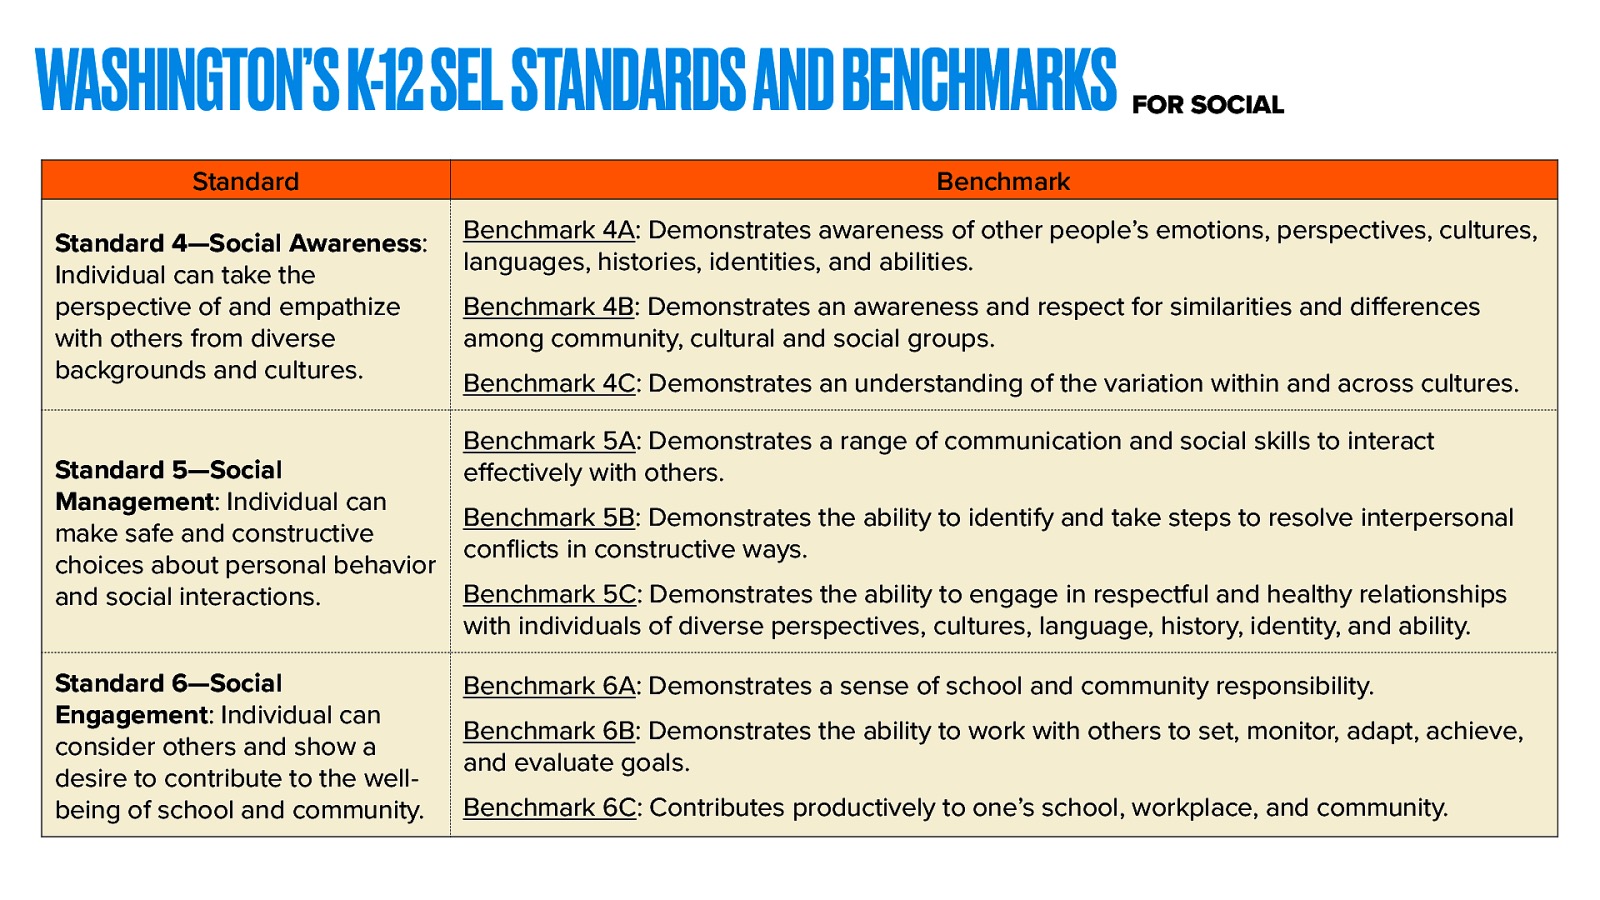 WASHINGTON'S K-12 SEL STANDARDS AND BENCHMARKS FOR SOCIAL
Standard
Benchmark
Standard 4—Social Awareness:
Individual can take the
perspective of and empathize
with others from diverse
backgrounds and cultures.
Benchmark 4A: Demonstrates awareness of other people's emotions, perspectives, cultures,
languages, histories, identities, and abilities.
Benchmark 4B: Demonstrates an awareness and respect for similarities and differences
among community, cultural and social groups.
Benchmark 4C: Demonstrates an understanding of the variation within and across cultures.
Standard 5—Social
Management: Individual can
make safe and constructive
choices about personal behavior
and social interactions.
Benchmark 5A: Demonstrates a range of communication and social skills to interact
effectively with others.
Benchmark 5B: Demonstrates the ability to identify and take steps to resolve interpersonal
conflicts in constructive ways.
Benchmark 5C: Demonstrates the ability to engage in respectful and healthy relationships
with individuals of diverse perspectives, cultures, language, history, identity, and ability.
Standard 6—Social
Engagement: Individual can
consider others and show a
desire to contribute to the well-
being of school and community.
Benchmark 6A: Demonstrates a sense of school and community responsibility.
Benchmark 6B: Demonstrates the ability to work with others to set, monitor, adapt, achieve,
and evaluate goals.
Benchmark 6C: Contributes productively to one's school, workplace, and community.